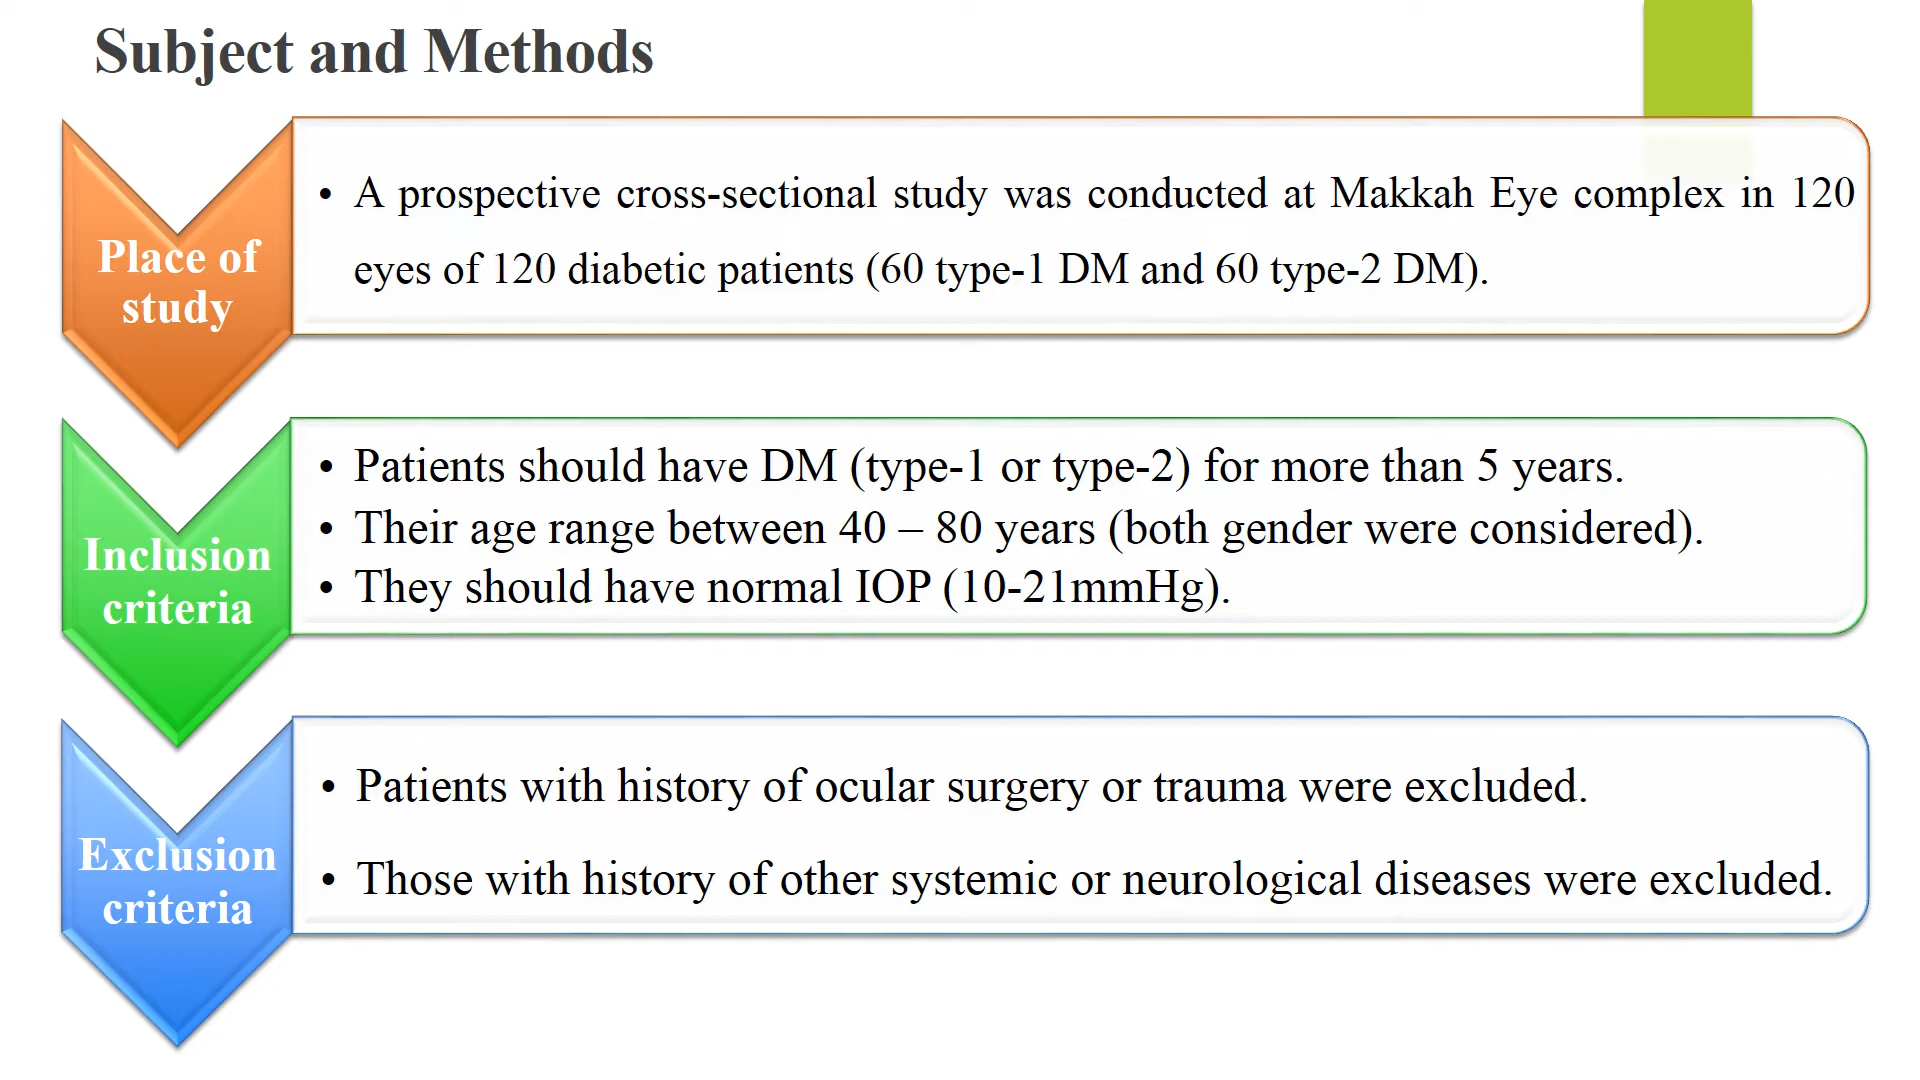 Subject and Methods
Place of
study
• A prospective cross-sectional study was conducted at Makkah Eye complex in 120
eyes of 120 diabetic patients (60 type-1 DM and 60 type-2 DM).
Inclusion
criteria
• Patients should have DM (type-1 or type-2) for more than 5 years.
• Their age range between 40 – 80 years (both gender were considered).
• They should have normal IOP (10-21mmHg).
Exclusion
criteria
• Patients with history of ocular surgery or trauma were excluded.
• Those with history of other systemic or neurological diseases were excluded.